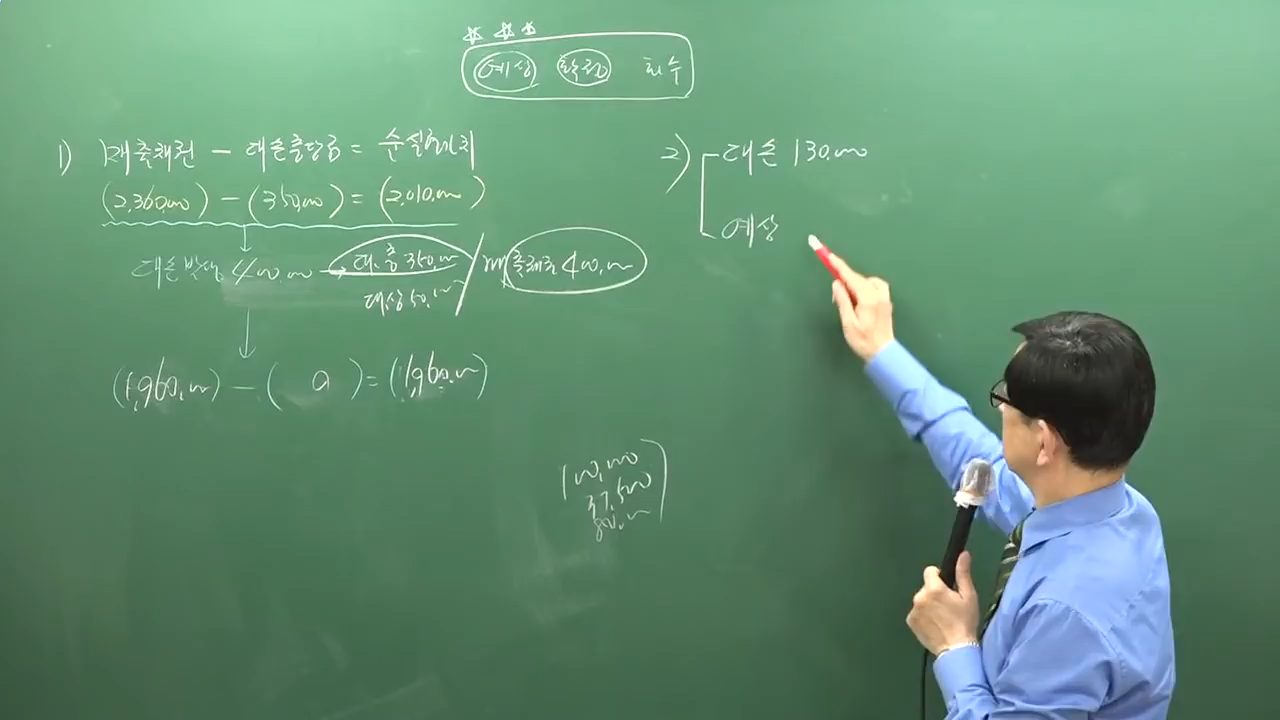 ☆ ☆ ☆
예상 확정 회수
1) 매출채권 - 대손충당금 = 순실현가치
(2,360,000) - (350,000) = (2,010,000)
대손발생 400,000 → 대.충 350,000 / 매출채권 400,000
대.상 50,000
(1,960,000) - ( 0 ) = (1,960,000)
100,000
37,500
80,000
2) 대손 130,000
예상